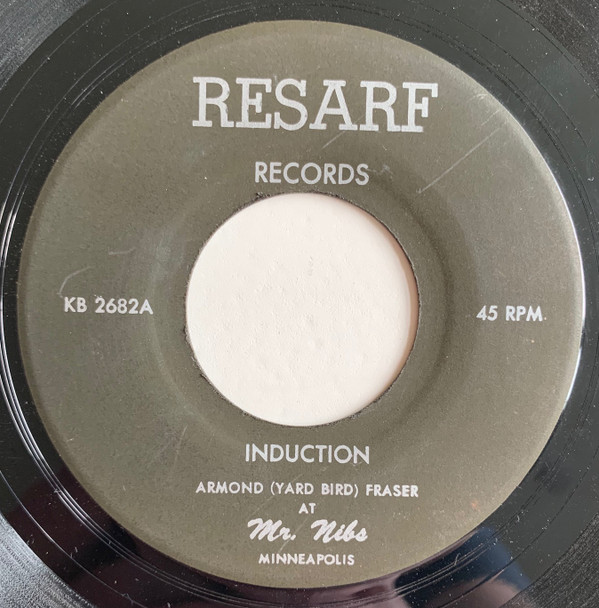 RESARF
RECORDS
KB 2682A
45 RPM
INDUCTION
ARMOND (YARD BIRD) FRASER
AT
Mr. Nibs
MINNEAPOLIS